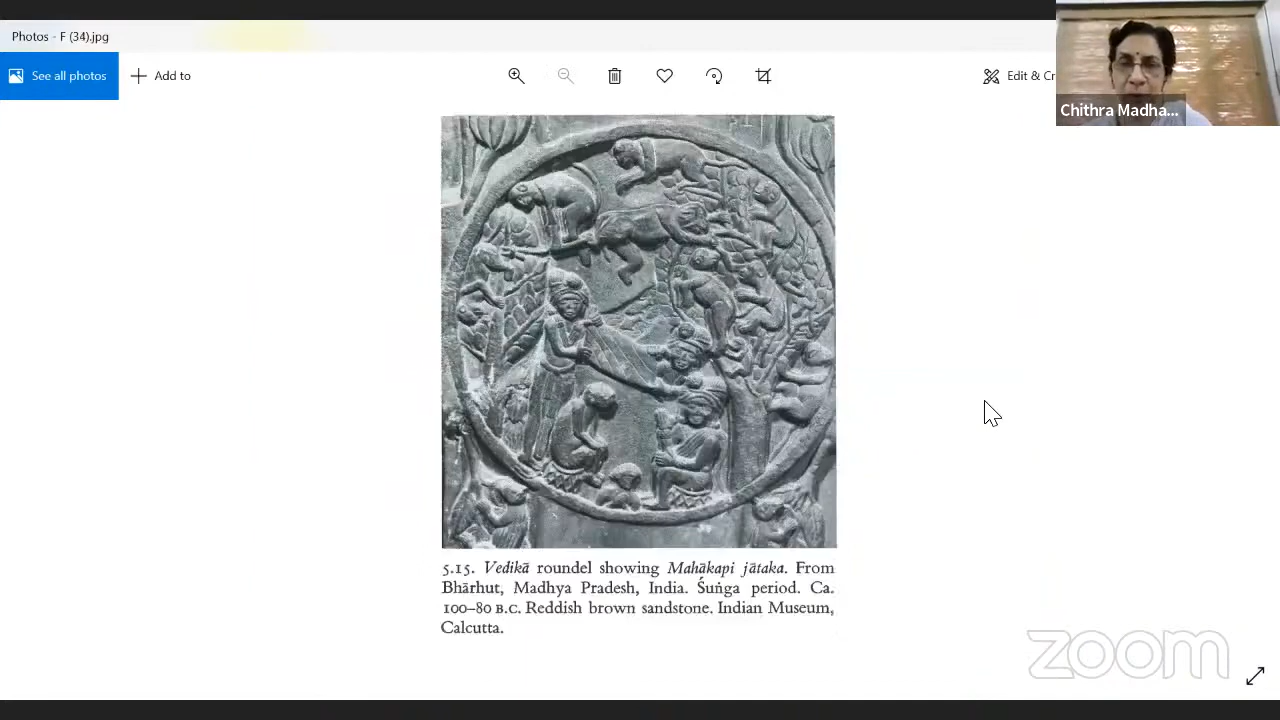 Photos - F (34).jpg
See all photos
Add to
Edit & Cr
Chithra Madha...
5.15. Vedikā roundel showing Mahākapi jātaka. From
Bhārhut, Madhya Pradesh, India. Śuṅga period. Ca.
100–80 B.C. Reddish brown sandstone. Indian Museum,
Calcutta.
zoom